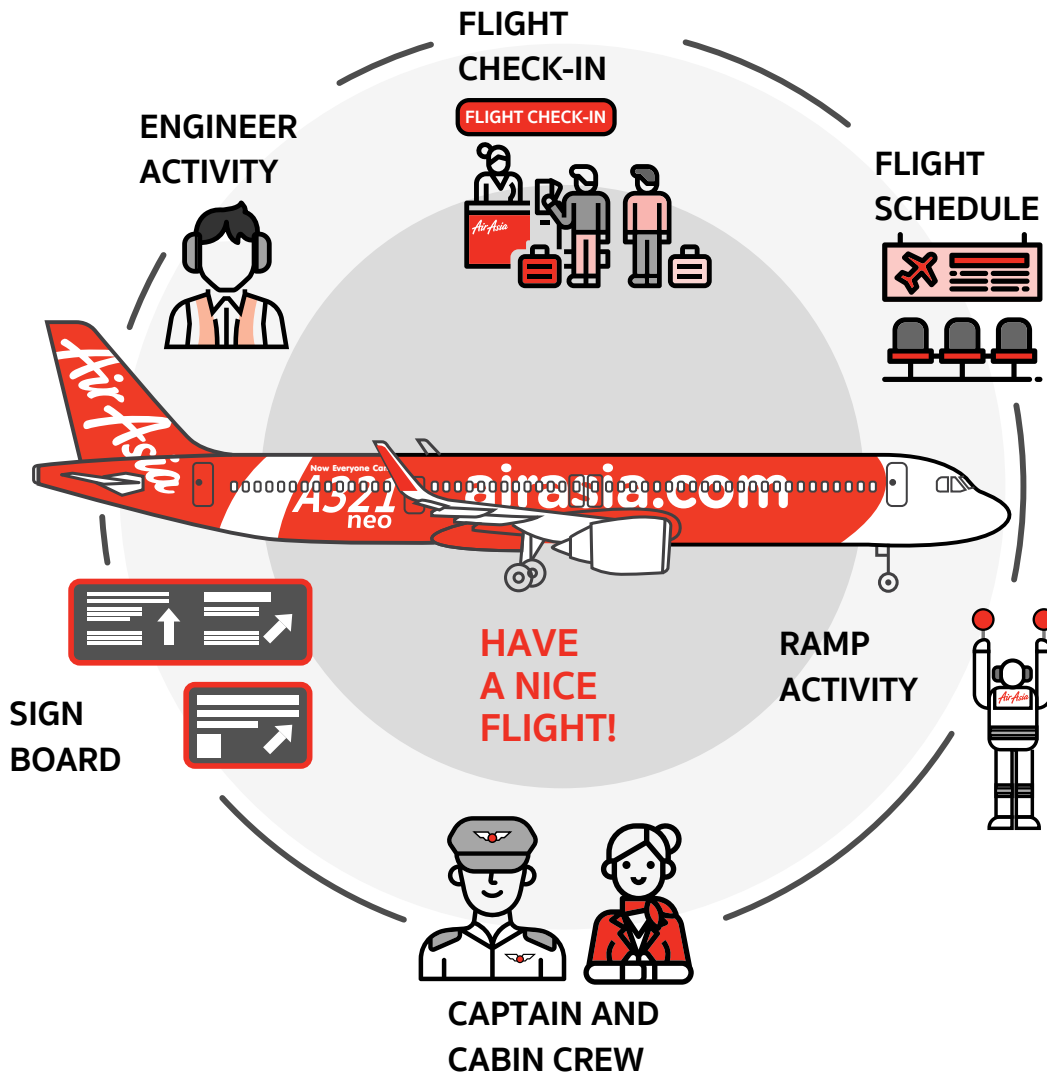 FLIGHT
CHECK-IN
FLIGHT CHECK-IN
AirAsia
ENGINEER
ACTIVITY
FLIGHT
SCHEDULE
AirAsia
Now Everyone Can
A321
neo
airasia.com
HAVE
A NICE
FLIGHT!
RAMP
ACTIVITY
AirAsia
SIGN
BOARD
CAPTAIN AND
CABIN CREW